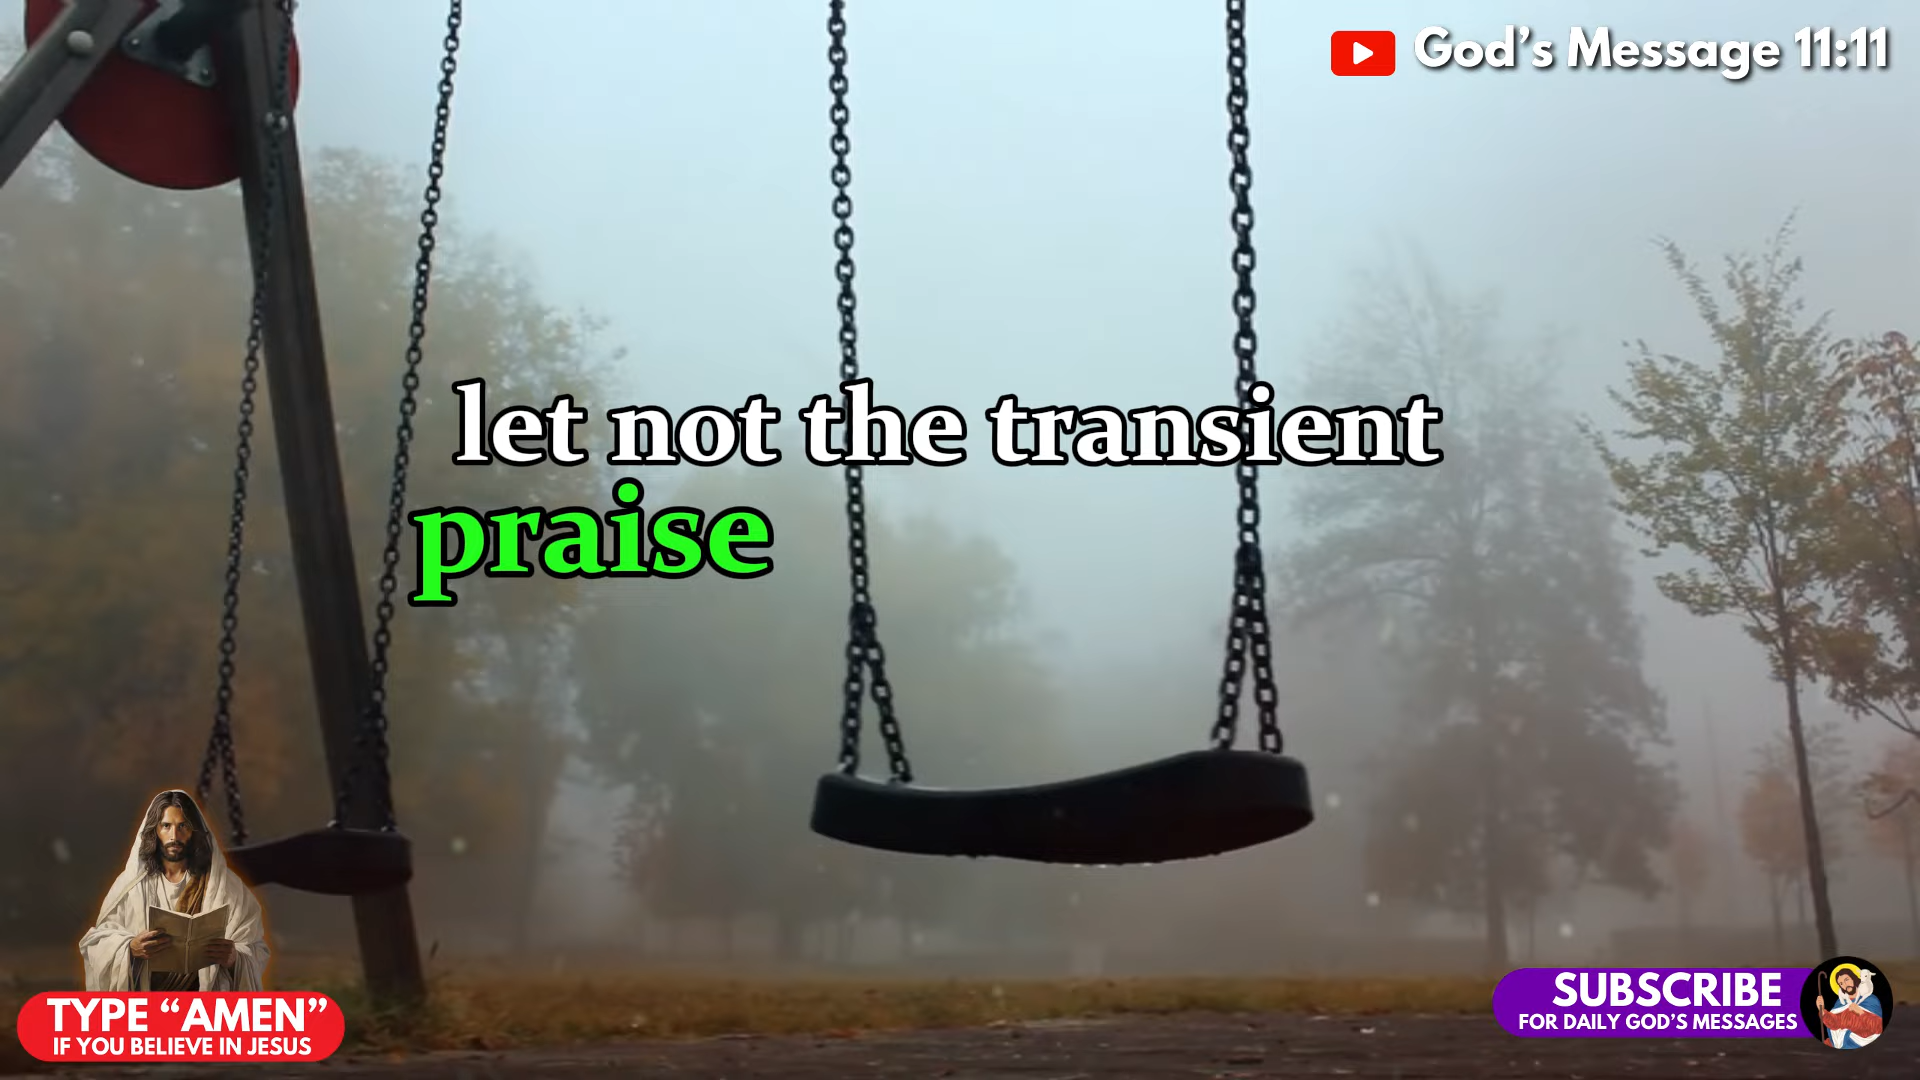 God's Message 11:11
let not the transient
praise
TYPE “AMEN”
IF YOU BELIEVE IN JESUS
SUBSCRIBE
FOR DAILY GOD'S MESSAGES